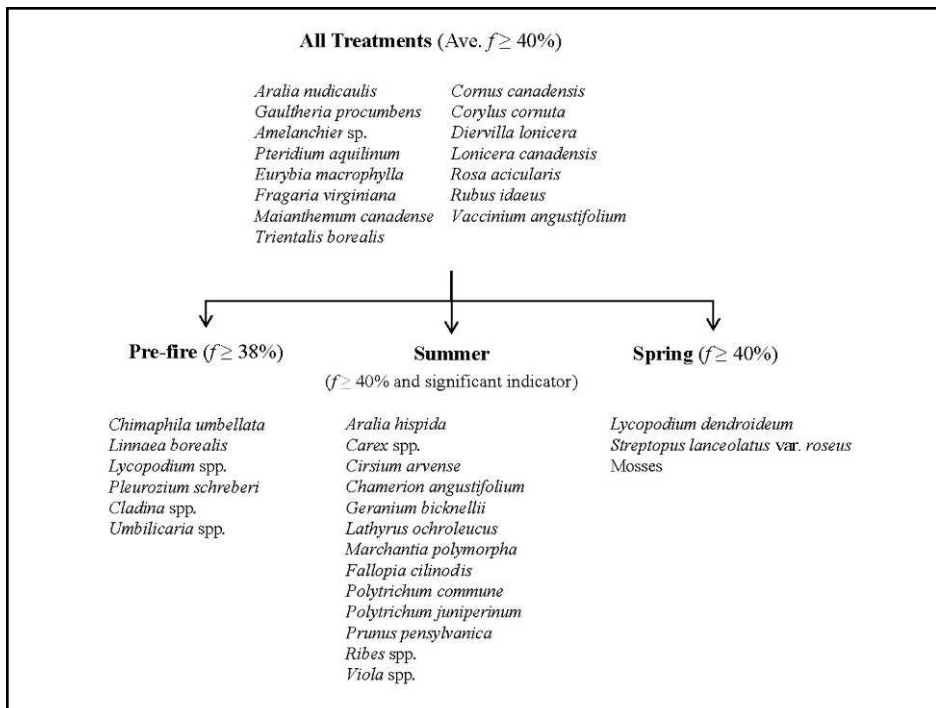 All Treatments (Ave. f ≥ 40%)
Aralia nudicaulis
Gaultheria procumbens
Amelanchier sp.
Pteridium aquilinum
Eurybia macrophylla
Fragaria virginiana
Maianthemum canadense
Trientalis borealis
Cornus canadensis
Corylus cornuta
Diervilla lonicera
Lonicera canadensis
Rosa acicularis
Rubus idaeus
Vaccinium angustifolium
Pre-fire (f ≥ 38%)
Chimaphila umbellata
Linnaea borealis
Lycopodium spp.
Pleurozium schreberi
Cladina spp.
Umbilicaria spp.
Summer
(f ≥ 40% and significant indicator)
Aralia hispida
Carex spp.
Cirsium arvense
Chamerion angustifolium
Geranium bicknellii
Lathyrus ochroleucus
Marchantia polymorpha
Fallopia cilinodis
Polytrichum commune
Polytrichum juniperinum
Prunus pensylvanica
Ribes spp.
Viola spp.
Spring (f ≥ 40%)
Lycopodium dendroideum
Streptopus lanceolatus var. roseus
Mosses